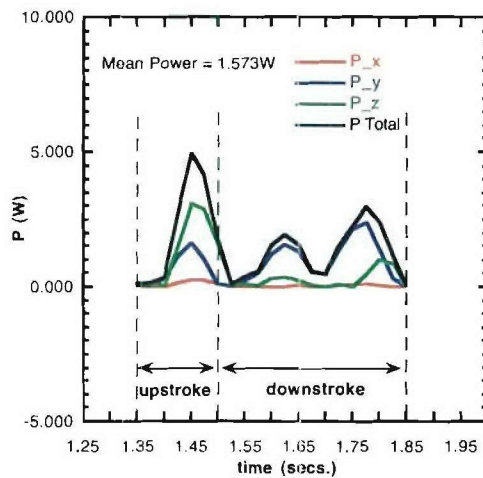 10.000
Mean Power = 1.573W
P_x
P_y
P_z
P Total
5.000
P (W)
0.000
upstroke
downstroke
-5.000
1.25 1.35 1.45 1.55 1.65 1.75 1.85 1.95
time (secs.)